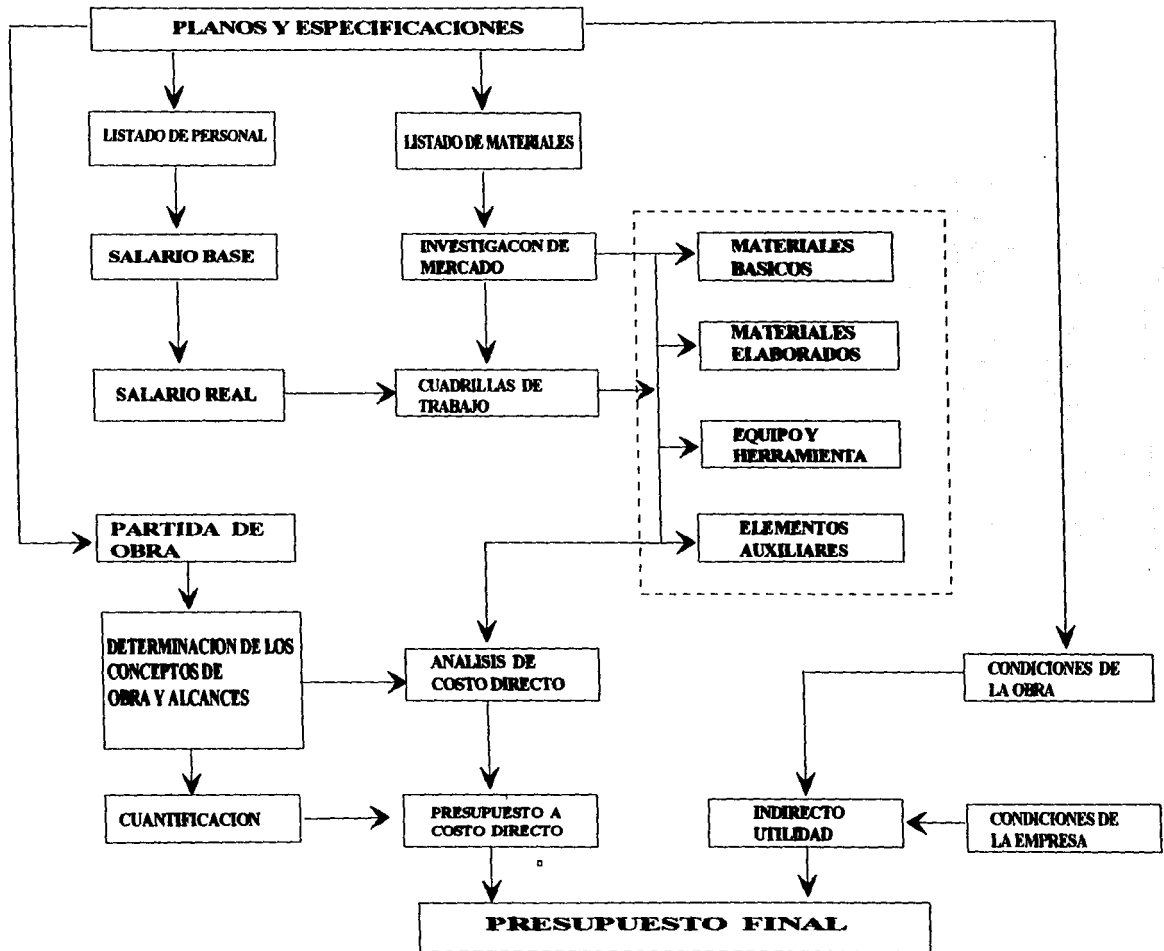 PLANOS Y ESPECIFICACIONES
LISTADO DE PERSONAL
LISTADO DE MATERIALES
SALARIO BASE
INVESTIGACON DE
MERCADO
MATERIALES
BASICOS
MATERIALES
ELABORADOS
SALARIO REAL
CUADRILLAS DE
TRABAJO
EQUIPO Y
HERRAMIENTA
PARTIDA DE
OBRA
ELEMENTOS
AUXILIARES
DETERMINACION DE LOS
CONCEPTOS DE
OBRA Y ALCANCES
ANALISIS DE
COSTO DIRECTO
CONDICIONES DE
LA OBRA
CUANTIFICACION
PRESUPUESTO A
COSTO DIRECTO
INDIRECTO
UTILIDAD
CONDICIONES DE
LA EMPRESA
PRESUPUESTO FINAL